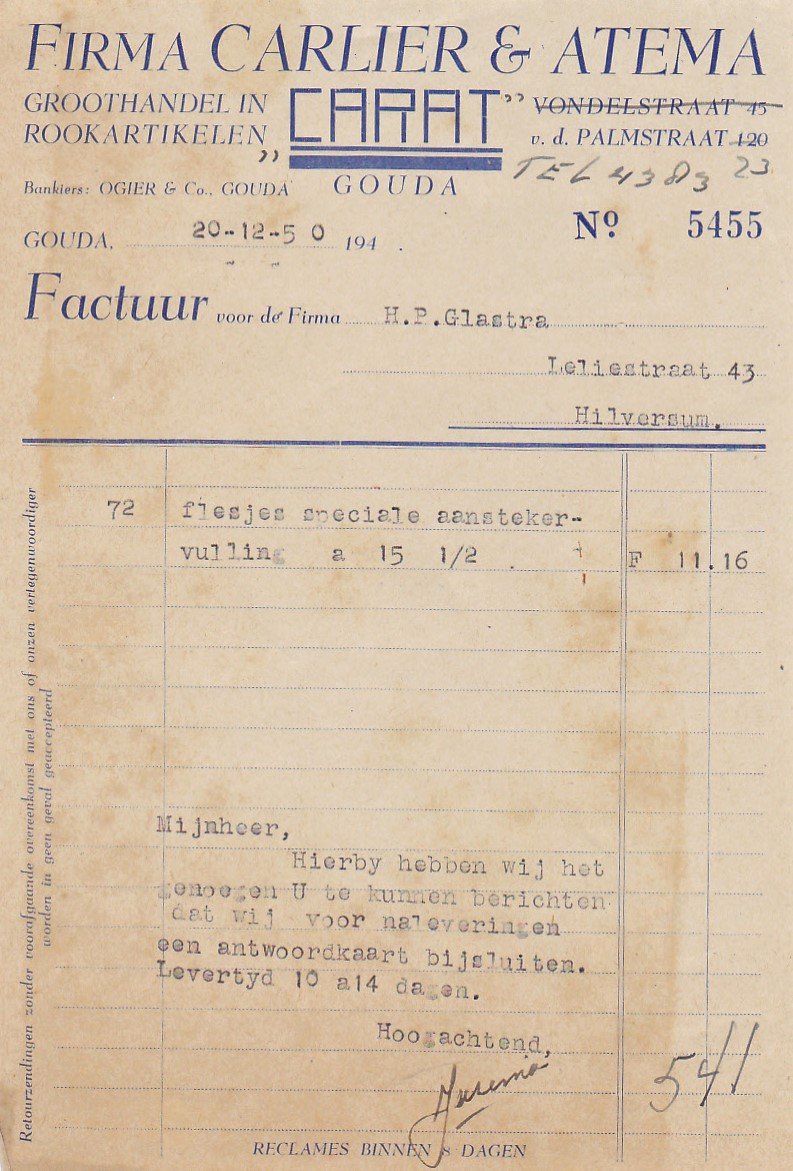 FIRMA CARLIER & ATEMA
GROOTHANDEL IN
ROOKARTIKELEN
„CARAT”
VONDELSTRAAT 45
v. d. PALMSTRAAT 120
23
TEL 4383
Bankiers: OGIER & Co., GOUDA
GOUDA
GOUDA, 20-12-50 194 .
No. 5455
Factuur voor de Firma H.P.Glastra
Leliestraat 43
Hilversum.
72 flesjes speciale aansteker-
vulling a 15 1/2 . F 11.16
Mijnheer,
Hierby hebben wij het
genoegen U te kunnen berichten
dat wij voor naleveringen
een antwoordkaart bijsluiten.
Levertyd 10 a14 dagen.
Hoogachtend,
541
RECLAMES BINNEN 8 DAGEN
Retourzendingen zonder voorafgaande overeenkomst met ons of onzen vertegenwoordiger
worden in geen geval geaccepteerd